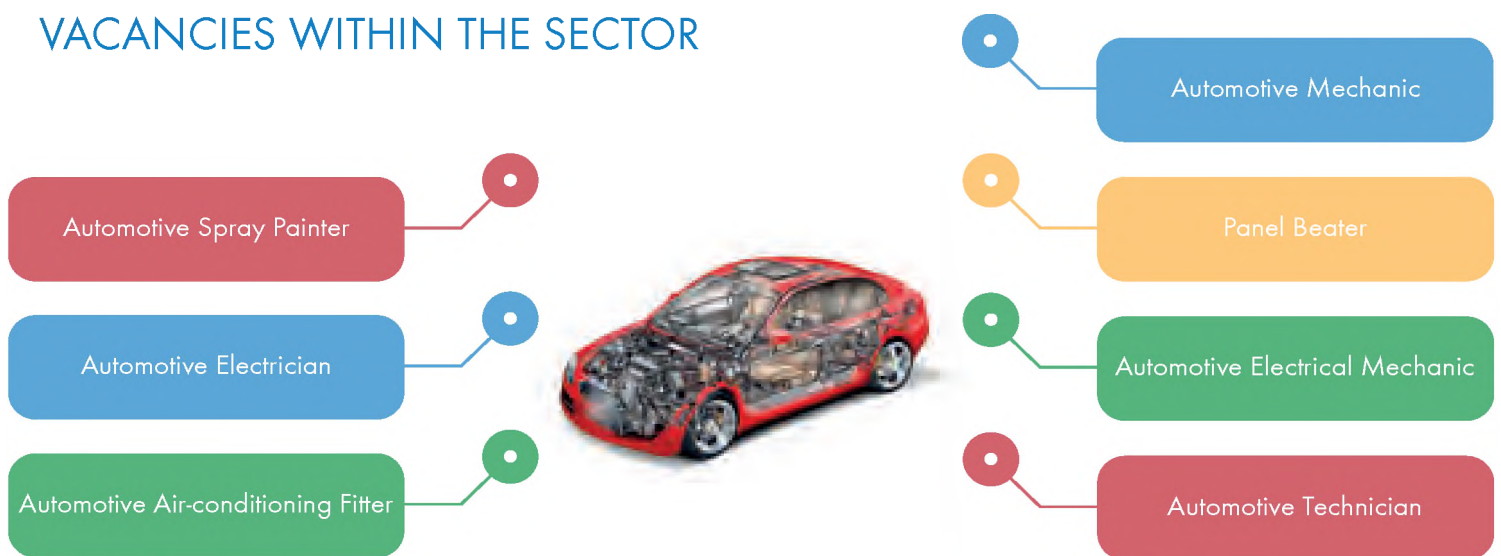 VACANCIES WITHIN THE SECTOR
Automotive Spray Painter
Automotive Electrician
Automotive Air-conditioning Fitter
Automotive Mechanic
Panel Beater
Automotive Electrical Mechanic
Automotive Technician